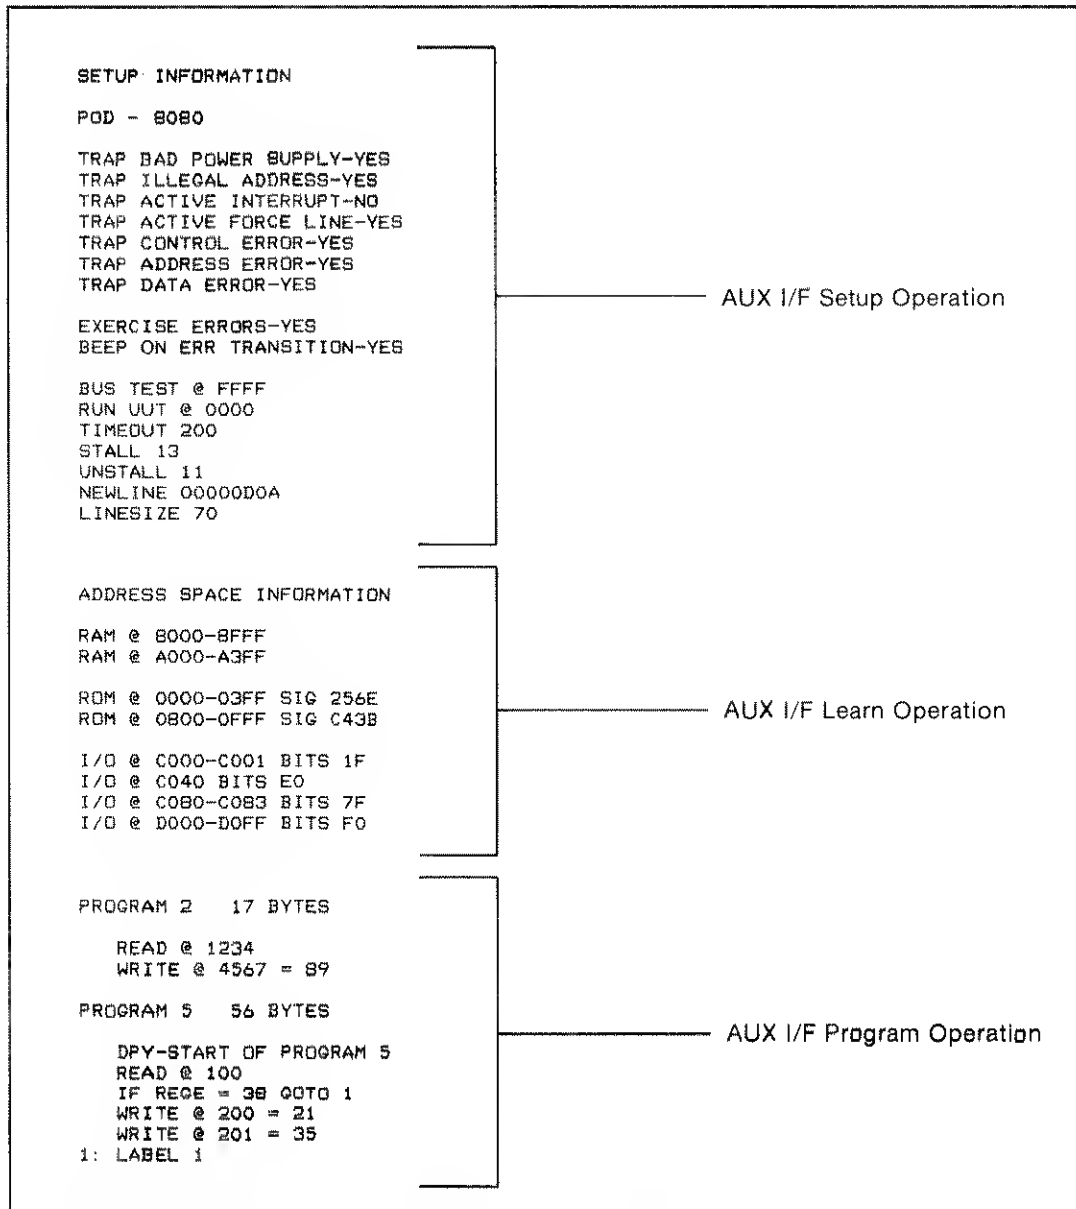 SETUP INFORMATION
POD - 8080
TRAP BAD POWER SUPPLY-YES
TRAP ILLEGAL ADDRESS-YES
TRAP ACTIVE INTERRUPT-NO
TRAP ACTIVE FORCE LINE-YES
TRAP CONTROL ERROR-YES
TRAP ADDRESS ERROR-YES
TRAP DATA ERROR-YES
EXERCISE ERRORS-YES
BEEP ON ERR TRANSITION-YES
BUS TEST @ FFFF
RUN UUT @ 0000
TIMEOUT 200
STALL 13
UNSTALL 11
NEWLINE 00000D0A
LINESIZE 70
AUX I/F Setup Operation
ADDRESS SPACE INFORMATION
RAM @ 8000-8FFF
RAM @ A000-A3FF
ROM @ 0000-03FF SIG 256E
ROM @ 0800-0FFF SIG C43B
I/O @ C000-C001 BITS 1F
I/O @ C040 BITS E0
I/O @ C080-C083 BITS 7F
I/O @ D000-D0FF BITS F0
AUX I/F Learn Operation
PROGRAM 2 17 BYTES
READ @ 1234
WRITE @ 4567 = 89
PROGRAM 5 56 BYTES
DPY-START OF PROGRAM 5
READ @ 100
IF REGE = 38 GOTO 1
WRITE @ 200 = 21
WRITE @ 201 = 35
1: LABEL 1
AUX I/F Program Operation